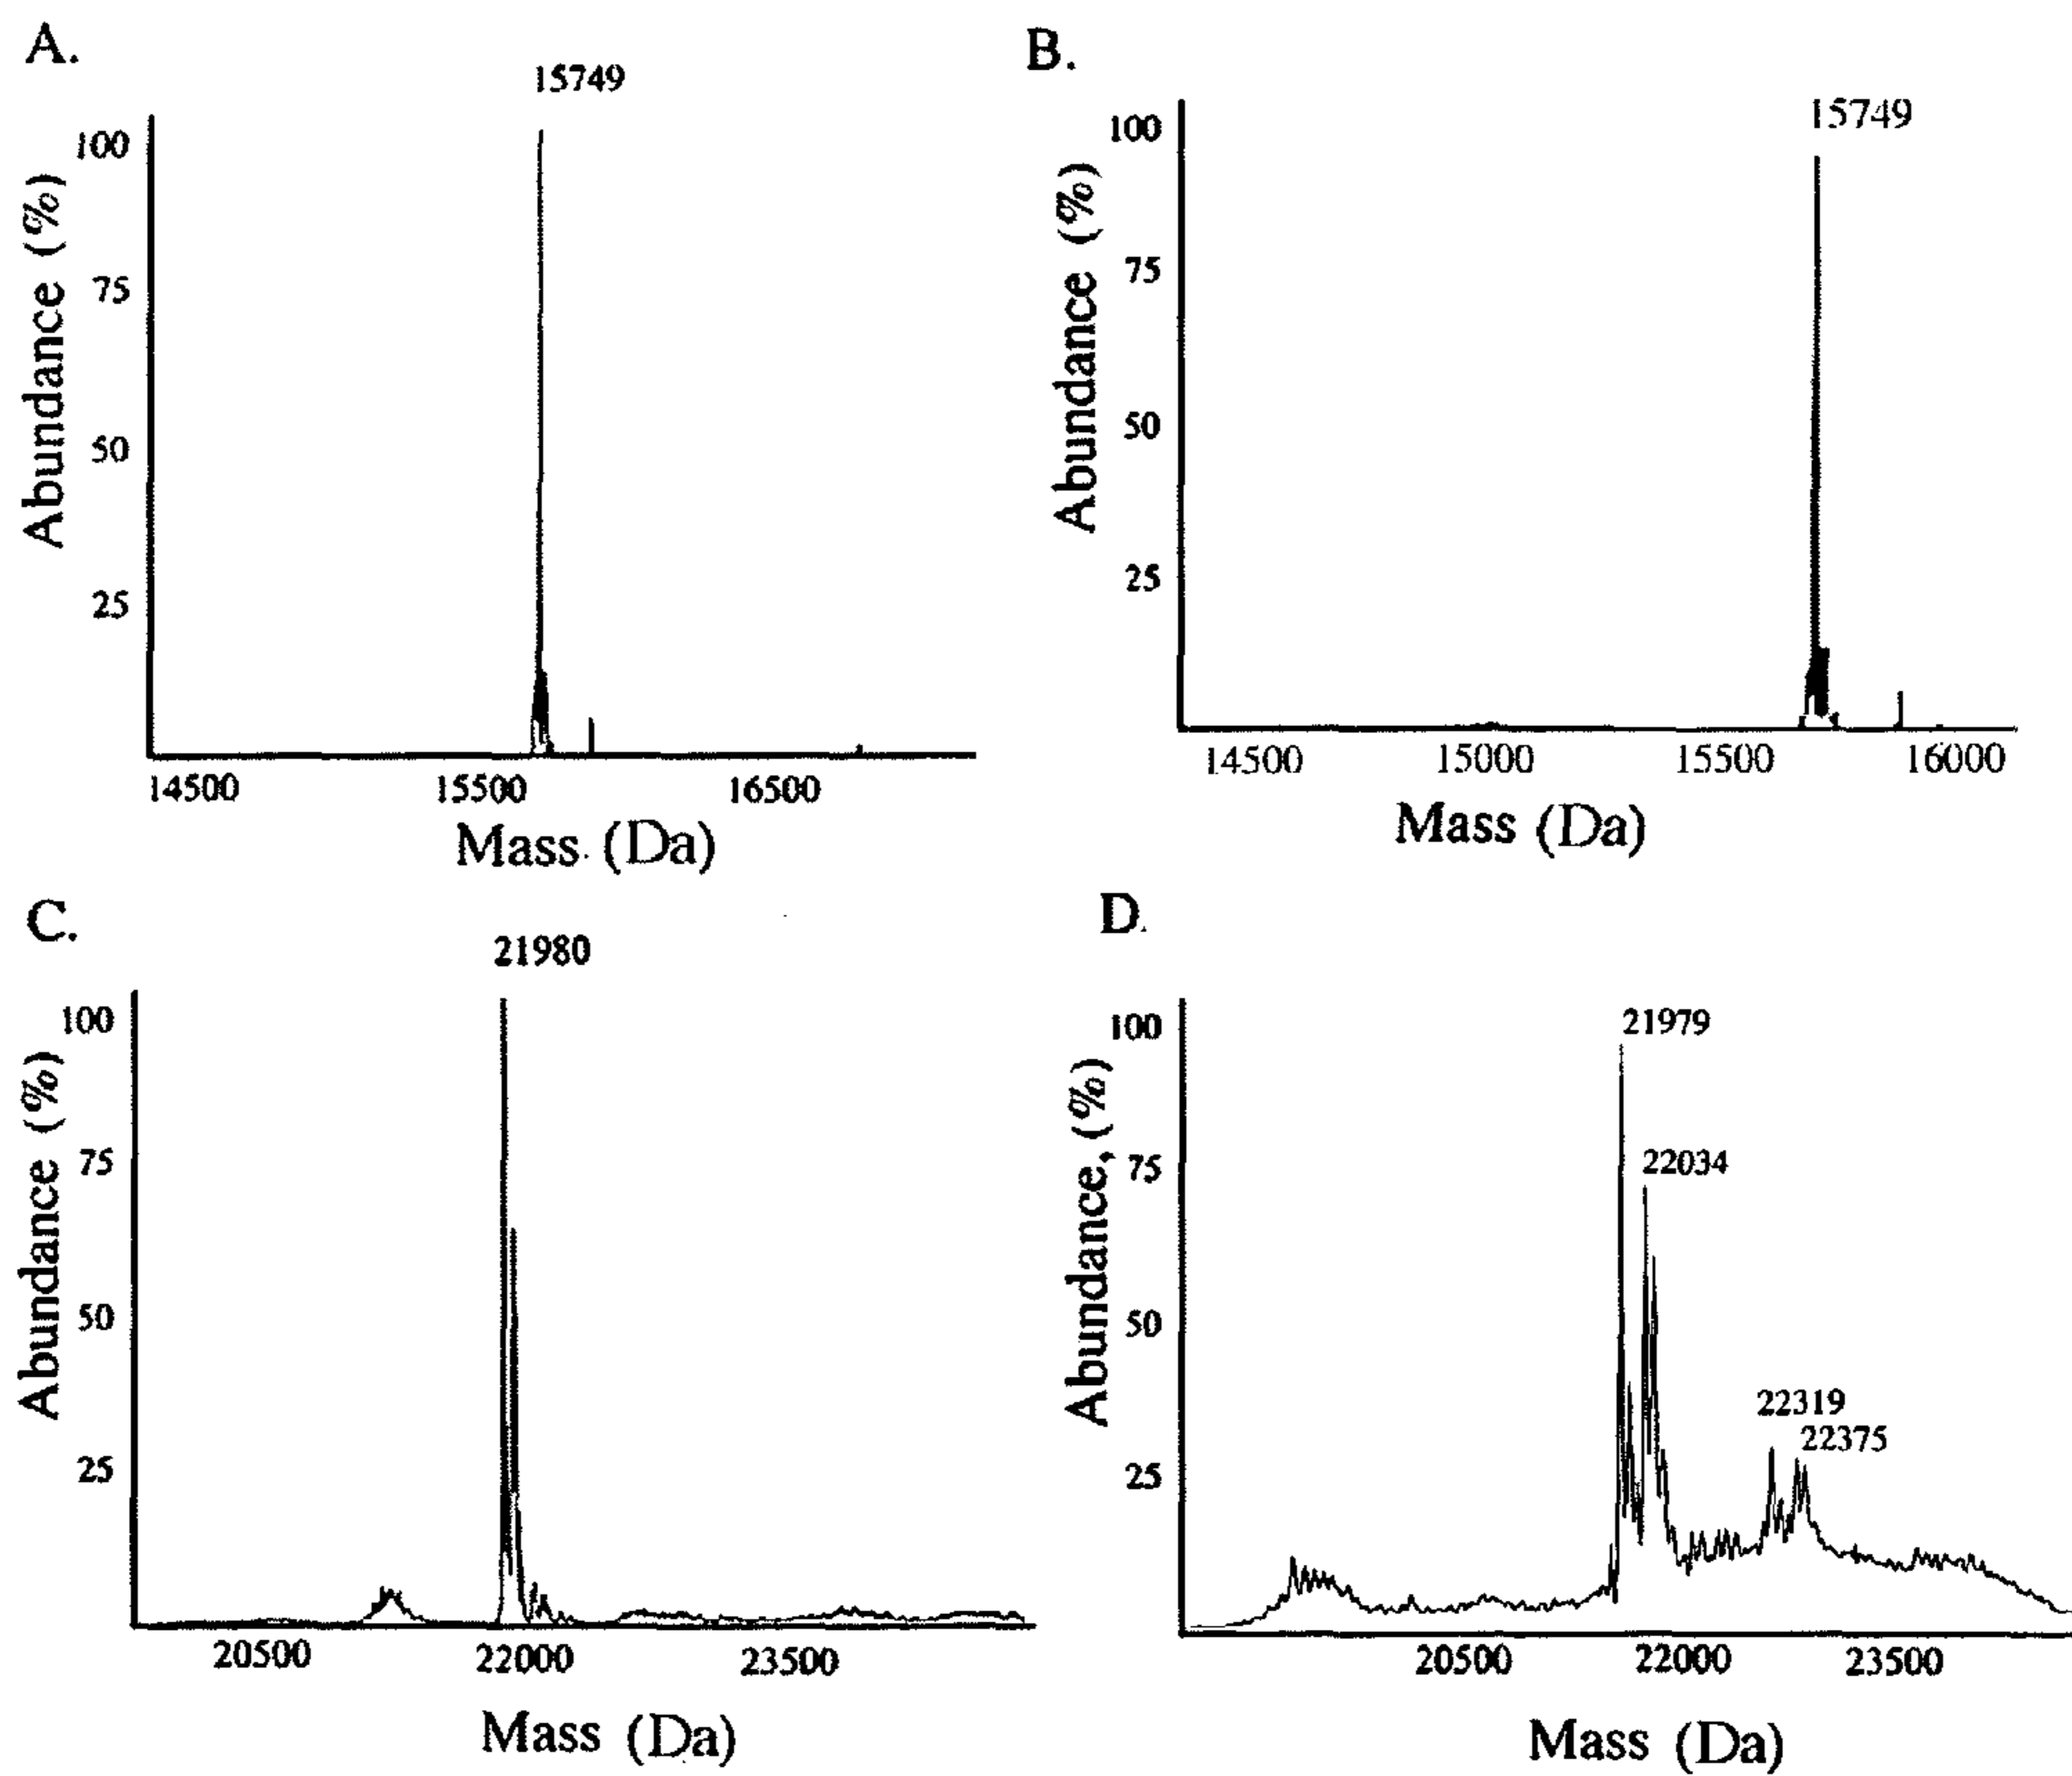 A.
15749
100
75
50
25
Abundance (%)
14500 15500 16500
Mass (Da)
B.
15749
100
75
50
25
Abundance (%)
14500 15000 15500 16000
Mass (Da)
C.
21980
100
75
50
25
Abundance (%)
20500 22000 23500
Mass (Da)
D.
21979
22034
22319
22375
100
75
50
25
Abundance, (%)
20500 22000 23500
Mass (Da)